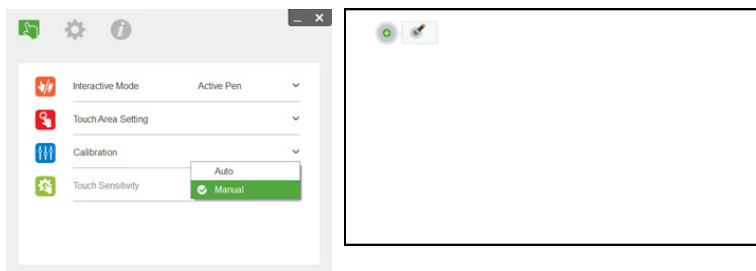 Interactive Mode Active Pen
Touch Area Setting
Calibration
Auto
Touch Sensitivity
Manual